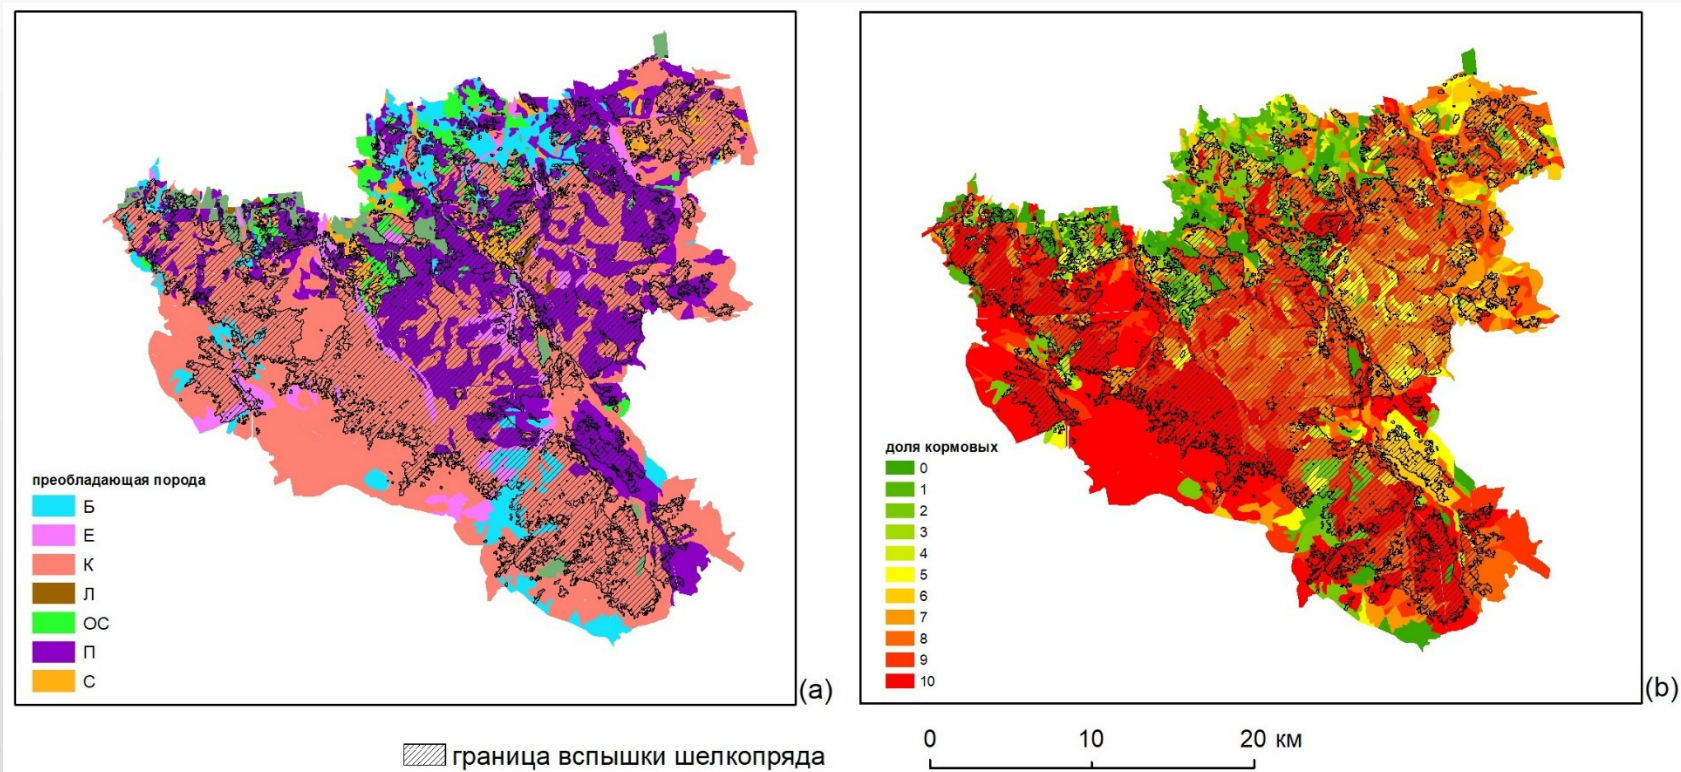 преобладающая порода
Б
Е
К
Л
ОС
П
С
(a)
доля кормовых
0
1
2
3
4
5
6
7
8
9
10
(b)
граница вспышки шелкопряда
0 10 20 км